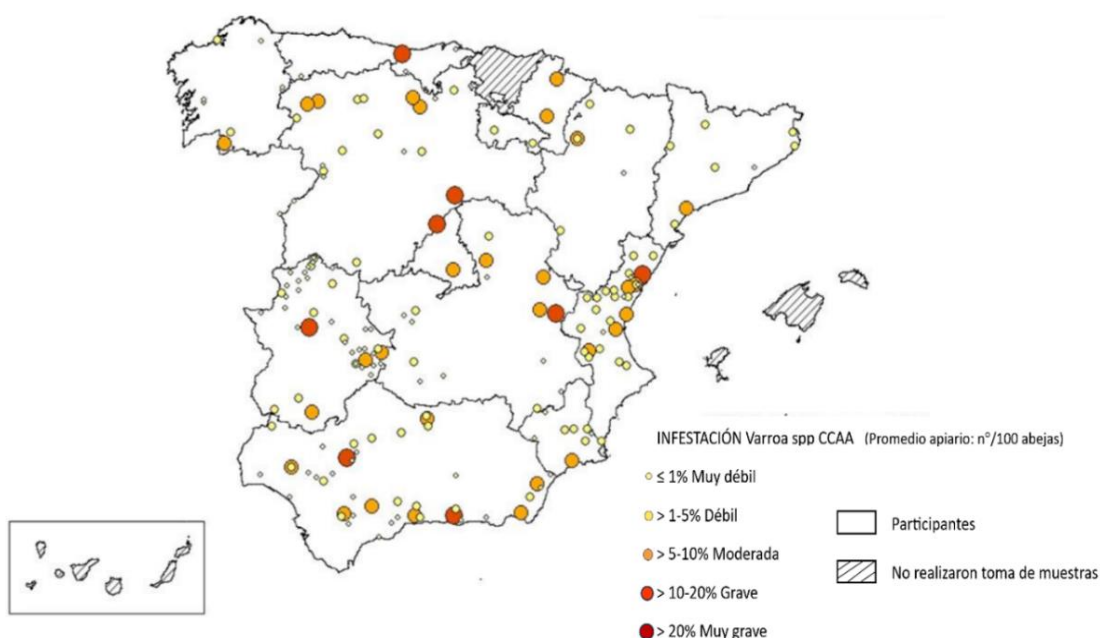 INFESTACIÓN Varroa spp CCAA (Promedio apiario: nº/100 abejas)
≤ 1% Muy débil
> 1-5% Débil
> 5-10% Moderada
> 10-20% Grave
> 20% Muy grave
Participantes
No realizaron toma de muestras